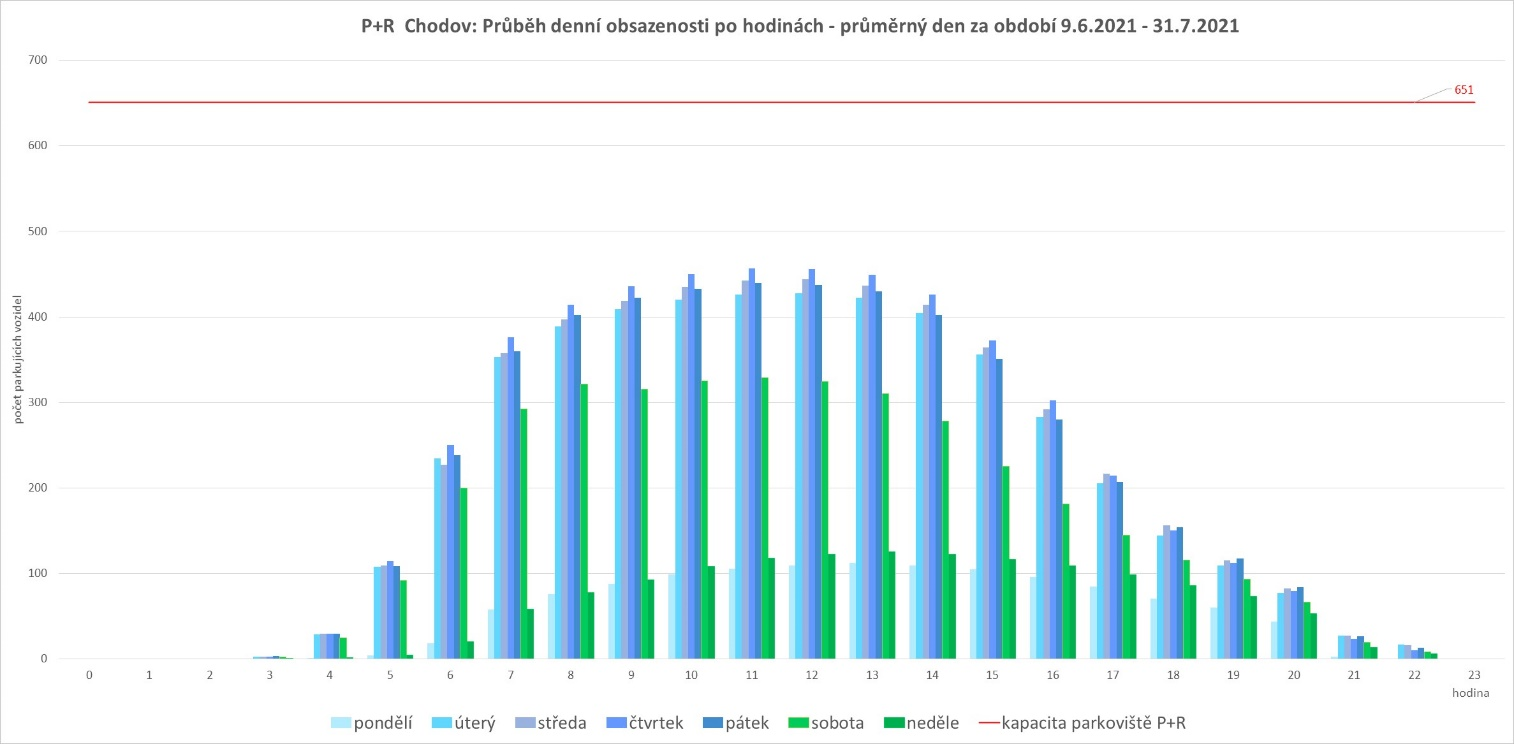 P+R  Chodov: Průběh denní obsazenosti po hodinách - průměrný den za období 9.6.2021 - 31.7.2021
700
651
600
500
400
300
200
100
0
počet parkujících vozidel
0 1 2 3 4 5 6 7 8 9 10 11 12 13 14 15 16 17 18 19 20 21 22 23
hodina
pondělí úterý středa čtvrtek pátek sobota neděle kapacita parkoviště P+R